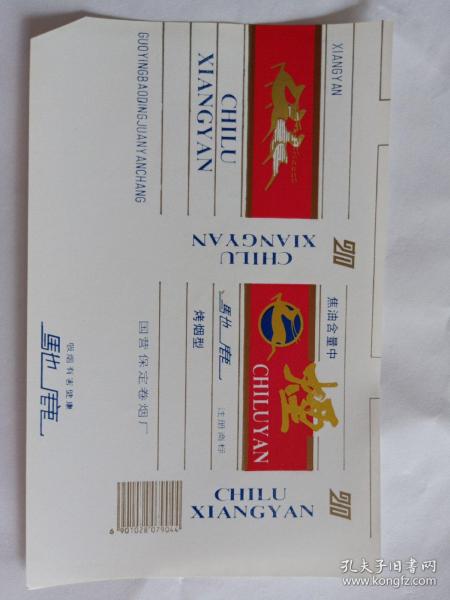 XIANGYAN
CHILU
XIANGYAN
GUOYINGBAODINGJUANYANCHANG
CHILU
XIANGYAN
焦油含量中
煙
CHILUYAN
馳鹿
注册商标
烤烟型
国营保定卷烟厂
吸烟有害健康
馳鹿
CHILU
XIANGYAN
6 901028 079044
孔夫子旧书网
www.kongfz.com